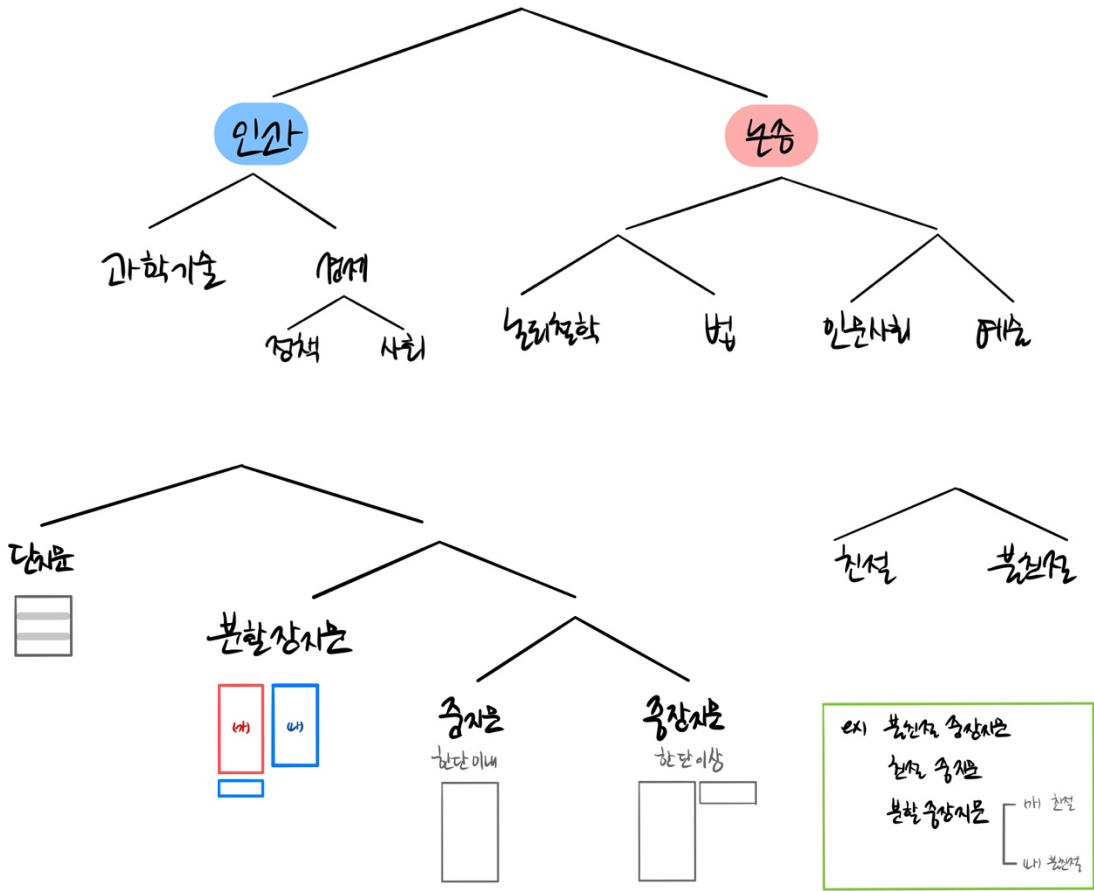 인과
논증
과학기술
경제
정책
사회
논리철학
법
인문사회
예술
단지문
분할장지문
(가)
(나)
중지문
한단이내
중장지문
한단이상
친절
불친절
ex) 불친절 중장지문
친절 중지문
분할중장지문
(가) 친절
(나) 불친절